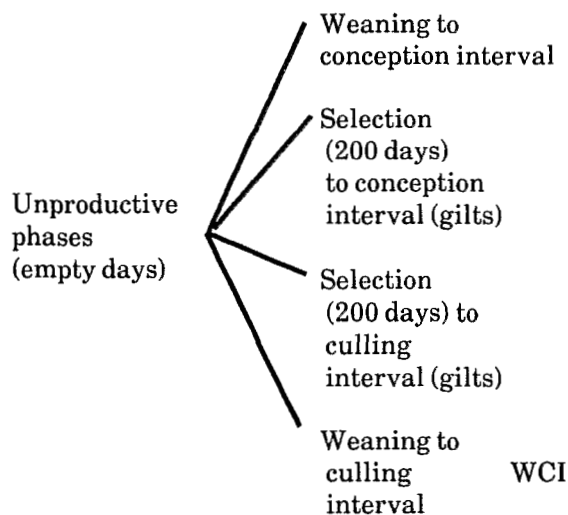 Weaning to
conception interval
Selection
(200 days)
to conception
interval (gilts)
Unproductive
phases
(empty days)
Selection
(200 days) to
culling
interval (gilts)
Weaning to
culling WCI
interval